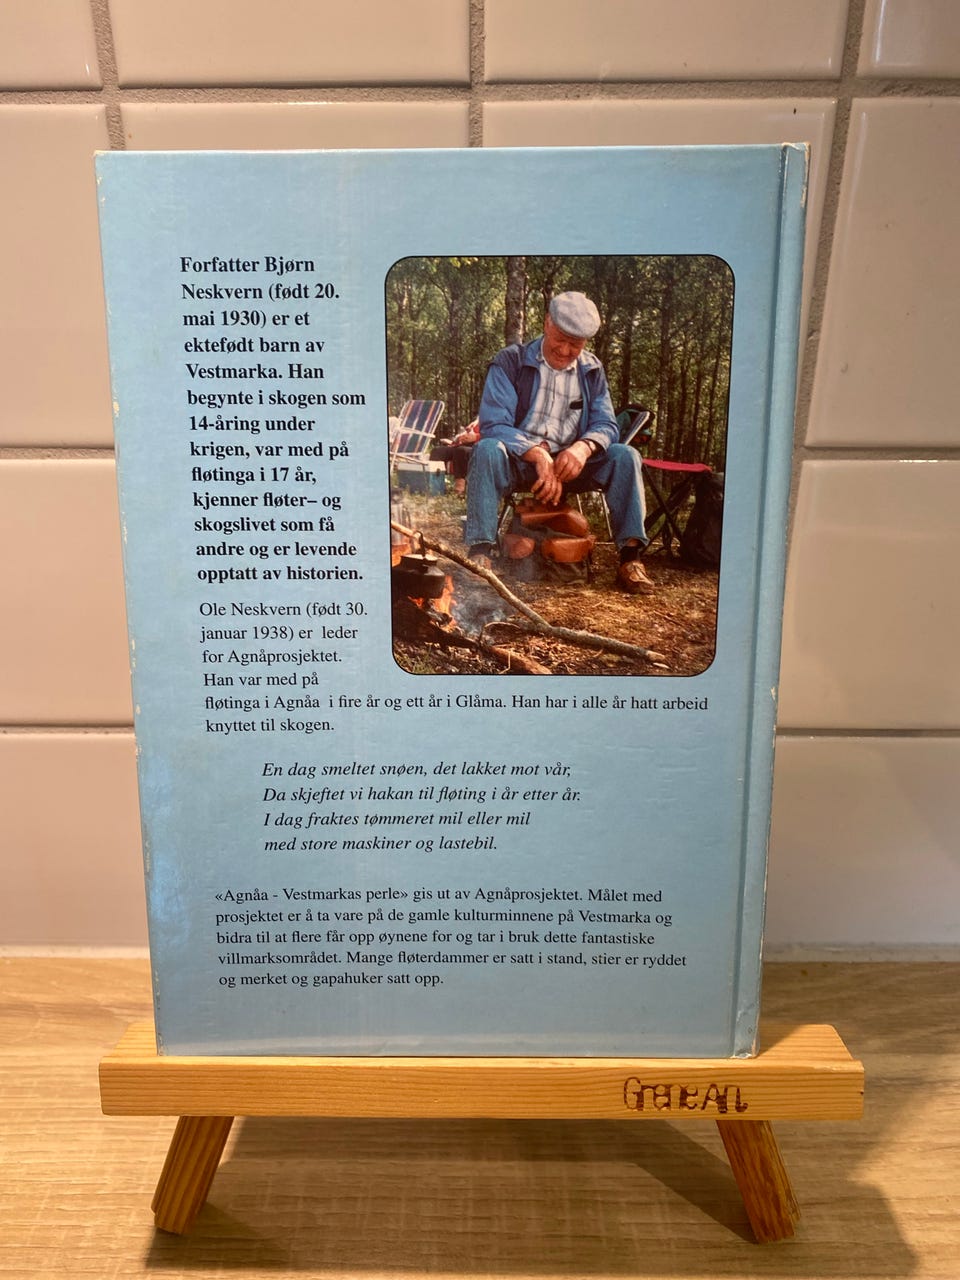 Forfatter Bjørn
Neskvern (født 20.
mai 1930) er et
ektefødt barn av
Vestmarka. Han
begynte i skogen som
14-åring under
krigen, var med på
fløtinga i 17 år,
kjenner fløter– og
skogslivet som få
andre og er levende
opptatt av historien.
Ole Neskvern (født 30.
januar 1938) er leder
for Agnåprosjektet.
Han var med på
fløtinga i Agnåa i fire år og ett år i Glåma. Han har i alle år hatt arbeid
knyttet til skogen.
En dag smeltet snøen, det lakket mot vår,
Da skjeftet vi hakan til fløting i år etter år.
I dag fraktes tømmeret mil eller mil
med store maskiner og lastebil.
«Agnåa - Vestmarkas perle» gis ut av Agnåprosjektet. Målet med
prosjektet er å ta vare på de gamle kulturminnene på Vestmarka og
bidra til at flere får opp øynene for og tar i bruk dette fantastiske
villmarksområdet. Mange fløterdammer er satt i stand, stier er ryddet
og merket og gapahuker satt opp.